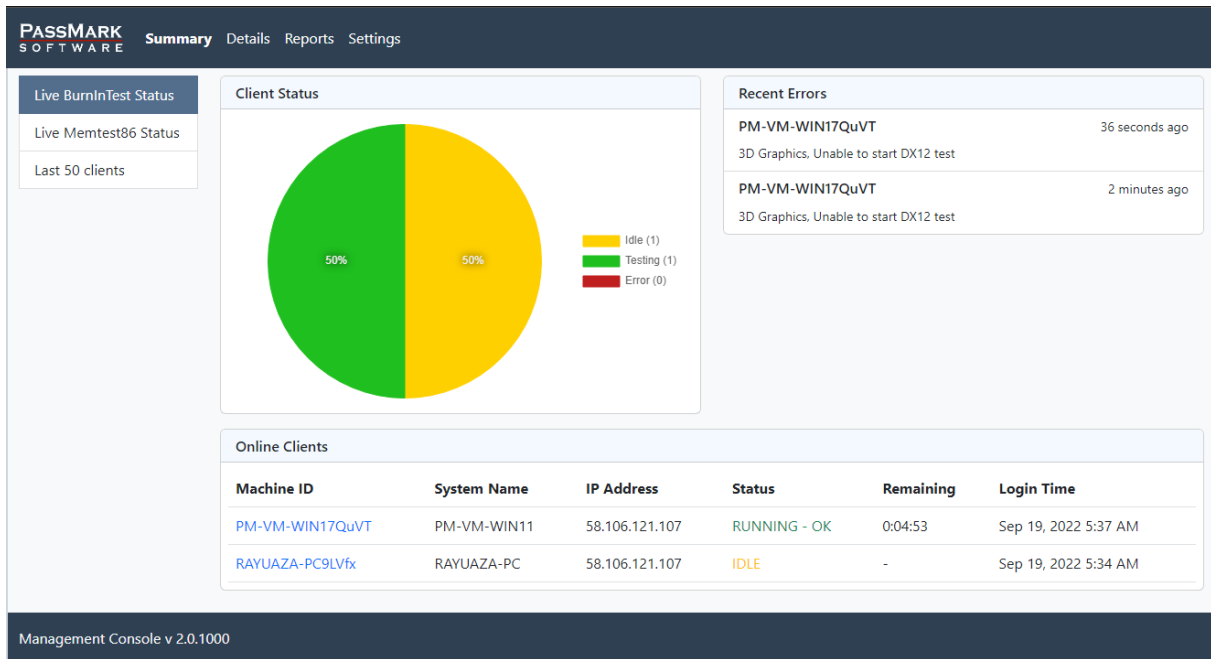 PASSMARK
SOFTWARE
Summary Details Reports Settings
Live BurnInTest Status
Live Memtest86 Status
Last 50 clients
Client Status
50% 50%
Idle (1)
Testing (1)
Error (0)
Recent Errors
PM-VM-WIN17QuVT 36 seconds ago
3D Graphics, Unable to start DX12 test
PM-VM-WIN17QuVT 2 minutes ago
3D Graphics, Unable to start DX12 test
Online Clients
Machine ID System Name IP Address Status Remaining Login Time
PM-VM-WIN17QuVT PM-VM-WIN11 58.106.121.107 RUNNING - OK 0:04:53 Sep 19, 2022 5:37 AM
RAYUAZA-PC9LVfx RAYUAZA-PC 58.106.121.107 IDLE - Sep 19, 2022 5:34 AM
Management Console v 2.0.1000